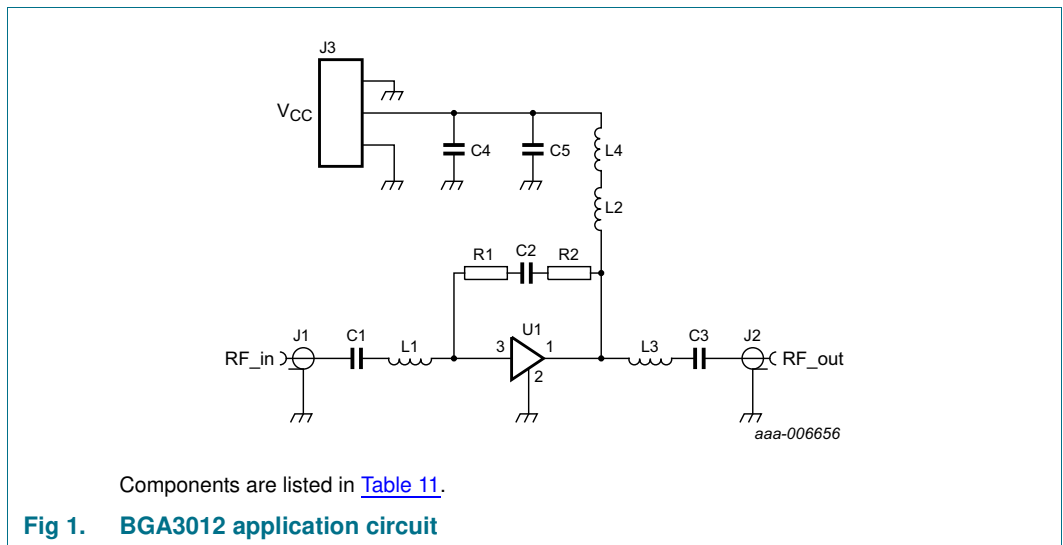 J3
VCC
C4
C5
L4
L2
R1
C2
R2
U1
J1
C1
L1
3
1
2
L3
C3
J2
RF_in
RF_out
aaa-006656
Components are listed in Table 11.
Fig 1. BGA3012 application circuit